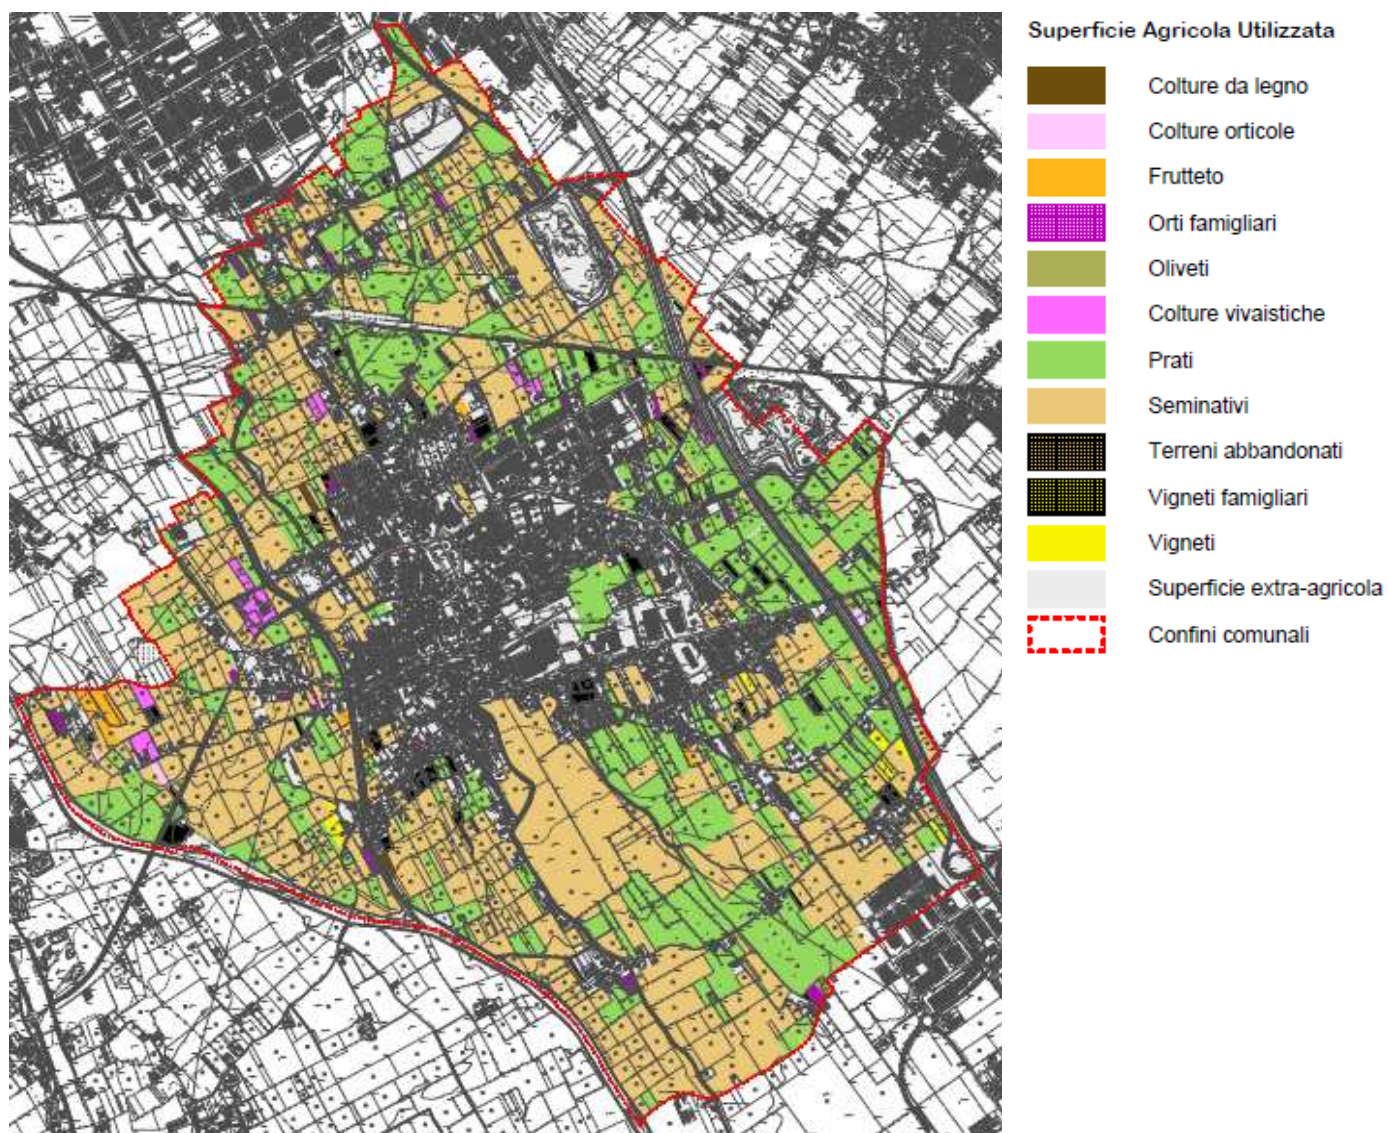 Superficie Agricola Utilizzata
Colture da legno
Colture orticole
Frutteto
Orti famigliari
Oliveti
Colture vivaistiche
Prati
Seminativi
Terreni abbandonati
Vigneti famigliari
Vigneti
Superficie extra-agricola
Confini comunali